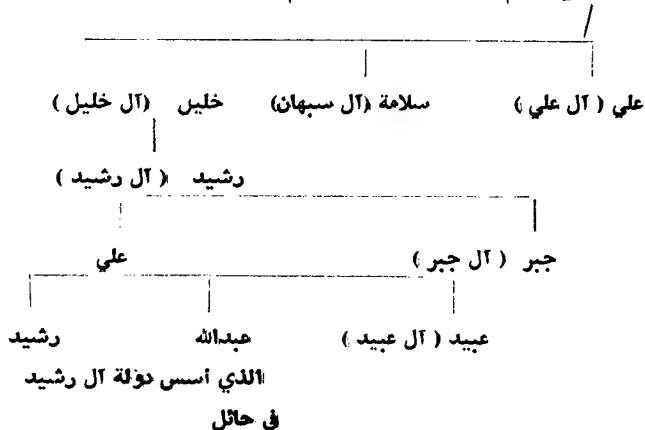 علي ( آل علي ) سلامة (آل سبهان) خليل (آل خليل )
رشيد ( آل رشيد )
جبر ( آل جبر ) علي
عبيد ( آل عبيد ) عبدالله رشيد
الذي أسس دولة آل رشيد
في حائل